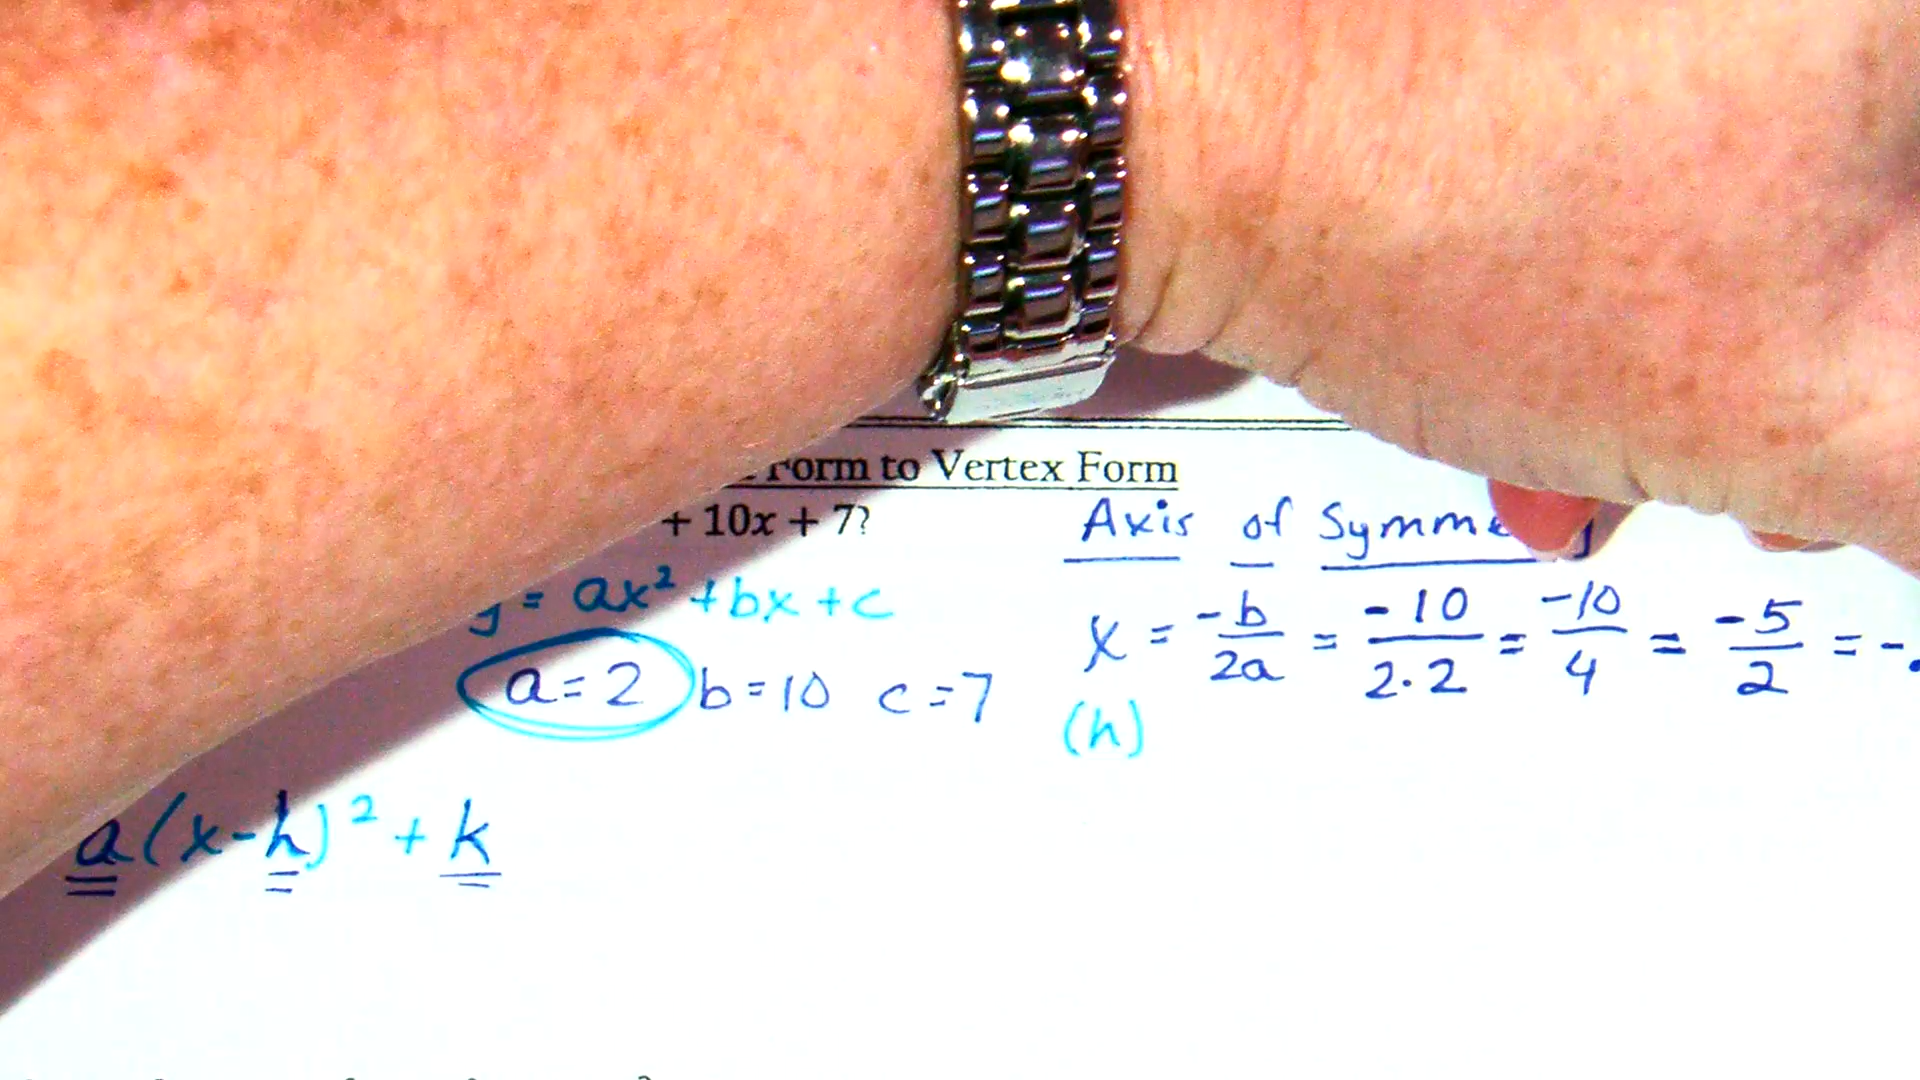 Form to Vertex Form
+ 10x + 7?
Axis of
y = ax² + bx + c
x = -b/2a = -10/2·2 = -10/4 = -5/2 = -.
a = 2 b = 10 c = 7
(h)
a(x-h)² + k